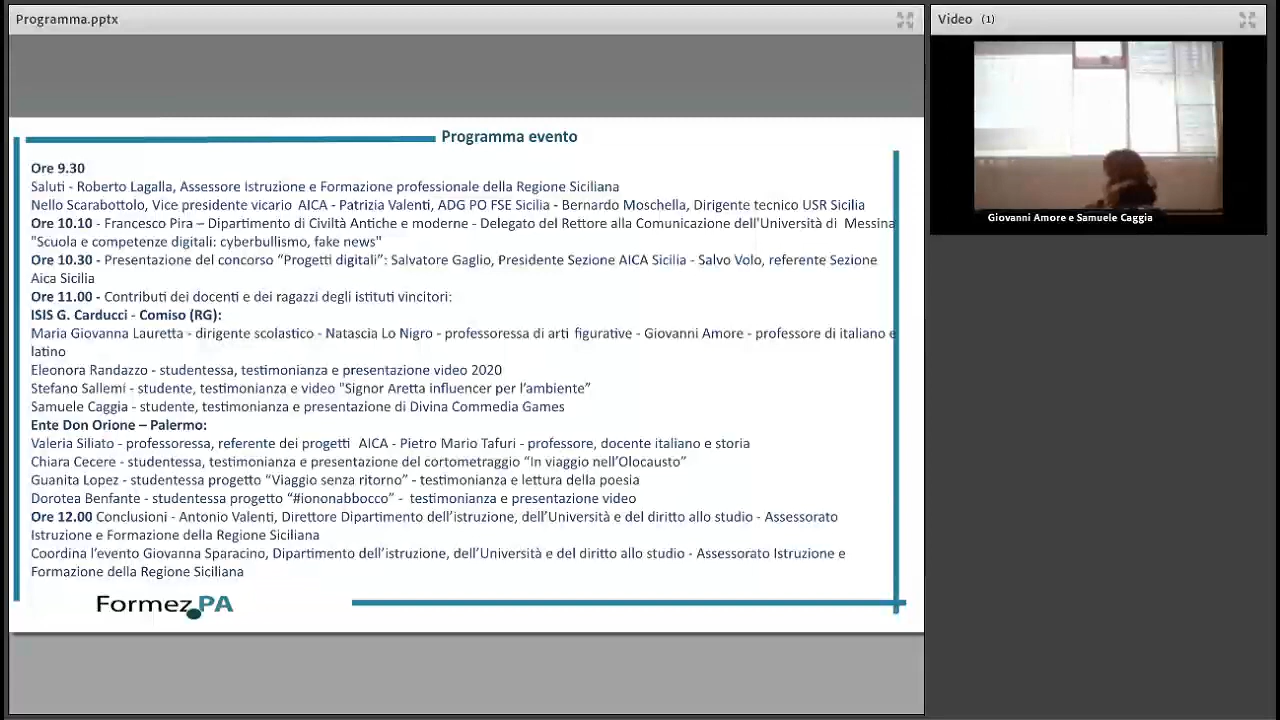 Programma.pptx
Video (1)
Giovanni Amore e Samuele Caggia
Programma evento
Ore 9.30
Saluti - Roberto Lagalla, Assessore Istruzione e Formazione professionale della Regione Siciliana
Nello Scarabottolo, Vice presidente vicario AICA - Patrizia Valenti, ADG PO FSE Sicilia - Bernardo Moschella, Dirigente tecnico USR Sicilia
Ore 10.10 - Francesco Pira – Dipartimento di Civiltà Antiche e moderne - Delegato del Rettore alla Comunicazione dell'Università di Messina
"Scuola e competenze digitali: cyberbullismo, fake news"
Ore 10.30 - Presentazione del concorso “Progetti digitali”: Salvatore Gaglio, Presidente Sezione AICA Sicilia - Salvo Volo, referente Sezione
Aica Sicilia
Ore 11.00 - Contributi dei docenti e dei ragazzi degli istituti vincitori:
ISIS G. Carducci - Comiso (RG):
Maria Giovanna Lauretta - dirigente scolastico - Natascia Lo Nigro - professoressa di arti figurative - Giovanni Amore - professore di italiano e
latino
Eleonora Randazzo - studentessa, testimonianza e presentazione video 2020
Stefano Sallemi - studente, testimonianza e video "Signor Aretta influencer per l’ambiente”
Samuele Caggia - studente, testimonianza e presentazione di Divina Commedia Games
Ente Don Orione – Palermo:
Valeria Siliato - professoressa, referente dei progetti AICA - Pietro Mario Tafuri - professore, docente italiano e storia
Chiara Cecere - studentessa, testimonianza e presentazione del cortometraggio “In viaggio nell’Olocausto”
Guanita Lopez - studentessa progetto “Viaggio senza ritorno” - testimonianza e lettura della poesia
Dorotea Benfante - studentessa progetto “#iononabbocco” - testimonianza e presentazione video
Ore 12.00 Conclusioni - Antonio Valenti, Direttore Dipartimento dell’istruzione, dell’Università e del diritto allo studio - Assessorato
Istruzione e Formazione della Regione Siciliana
Coordina l’evento Giovanna Sparacino, Dipartimento dell’istruzione, dell’Università e del diritto allo studio - Assessorato Istruzione e
Formazione della Regione Siciliana
Formez PA